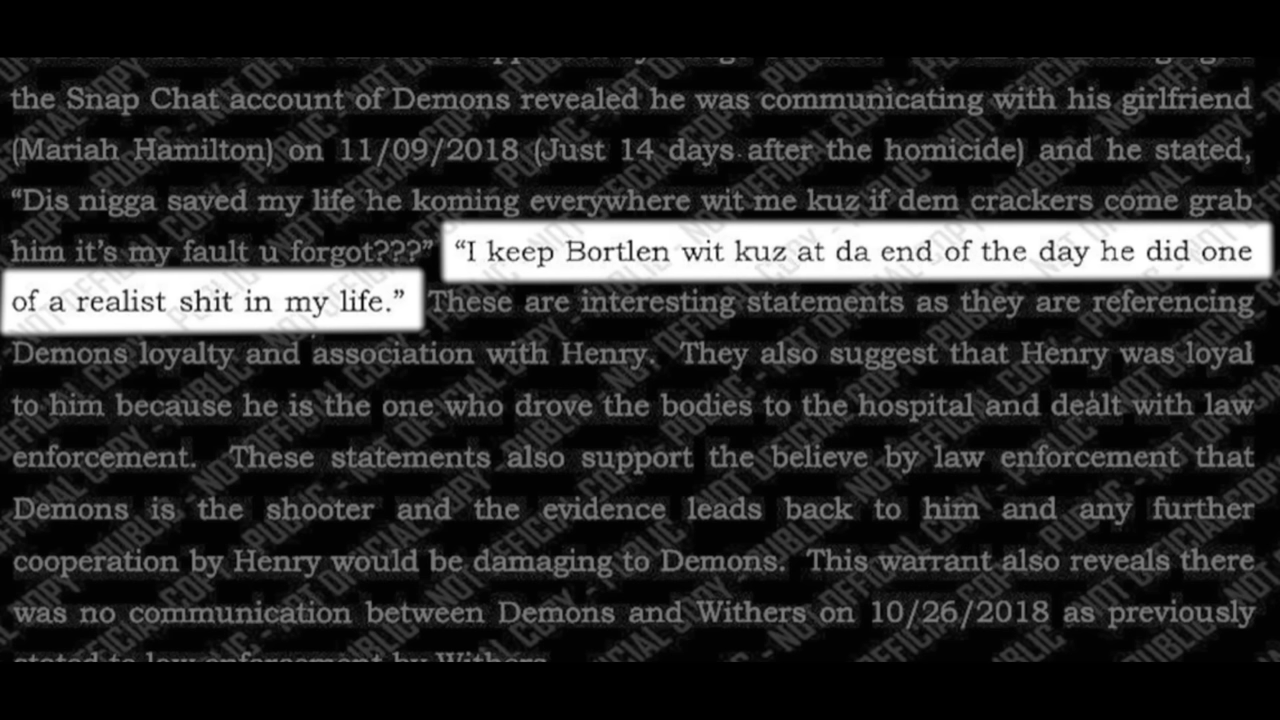 the Snap Chat account of Demons revealed he was communicating with his girlfriend
(Mariah Hamilton) on 11/09/2018 (Just 14 days after the homicide) and he stated,
“Dis nigga saved my life he koming everywhere wit me kuz if dem crackers come grab
him it’s my fault u forgot???” “I keep Bortlen wit kuz at da end of the day he did one
of a realist shit in my life.” These are interesting statements as they are referencing
Demons loyalty and association with Henry. They also suggest that Henry was loyal
to him because he is the one who drove the bodies to the hospital and dealt with law
enforcement. These statements also support the believe by law enforcement that
Demons is the shooter and the evidence leads back to him and any further
cooperation by Henry would be damaging to Demons. This warrant also reveals there
was no communication between Demons and Withers on 10/26/2018 as previously
stated to law enforcement by Withers.